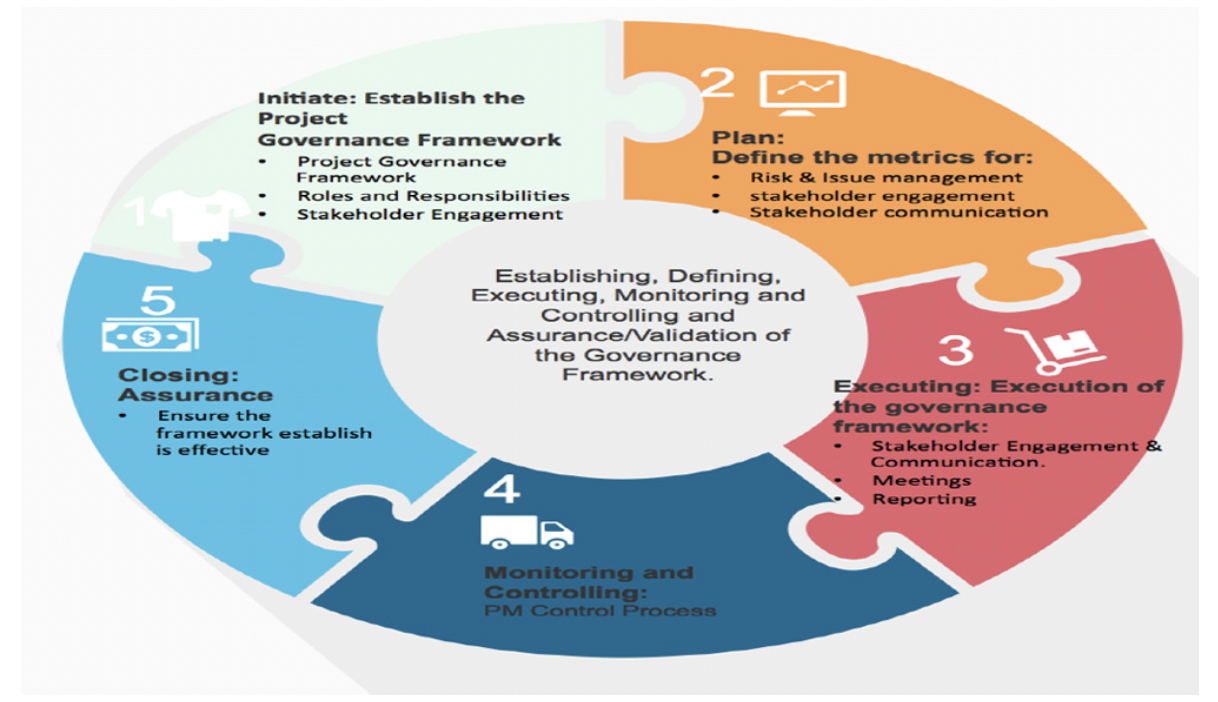 1
Initiate: Establish the
Project
Governance Framework
• Project Governance
Framework
• Roles and Responsibilities
• Stakeholder Engagement
2
Plan:
Define the metrics for:
• Risk & Issue management
• stakeholder engagement
• Stakeholder communication
3
Executing: Execution of
the governance
framework:
• Stakeholder Engagement &
Communication.
• Meetings
• Reporting
4
Monitoring and
Controlling:
PM Control Process
5
Closing:
Assurance
• Ensure the
framework establish
is effective
Establishing, Defining,
Executing, Monitoring and
Controlling and
Assurance/Validation of
the Governance
Framework.